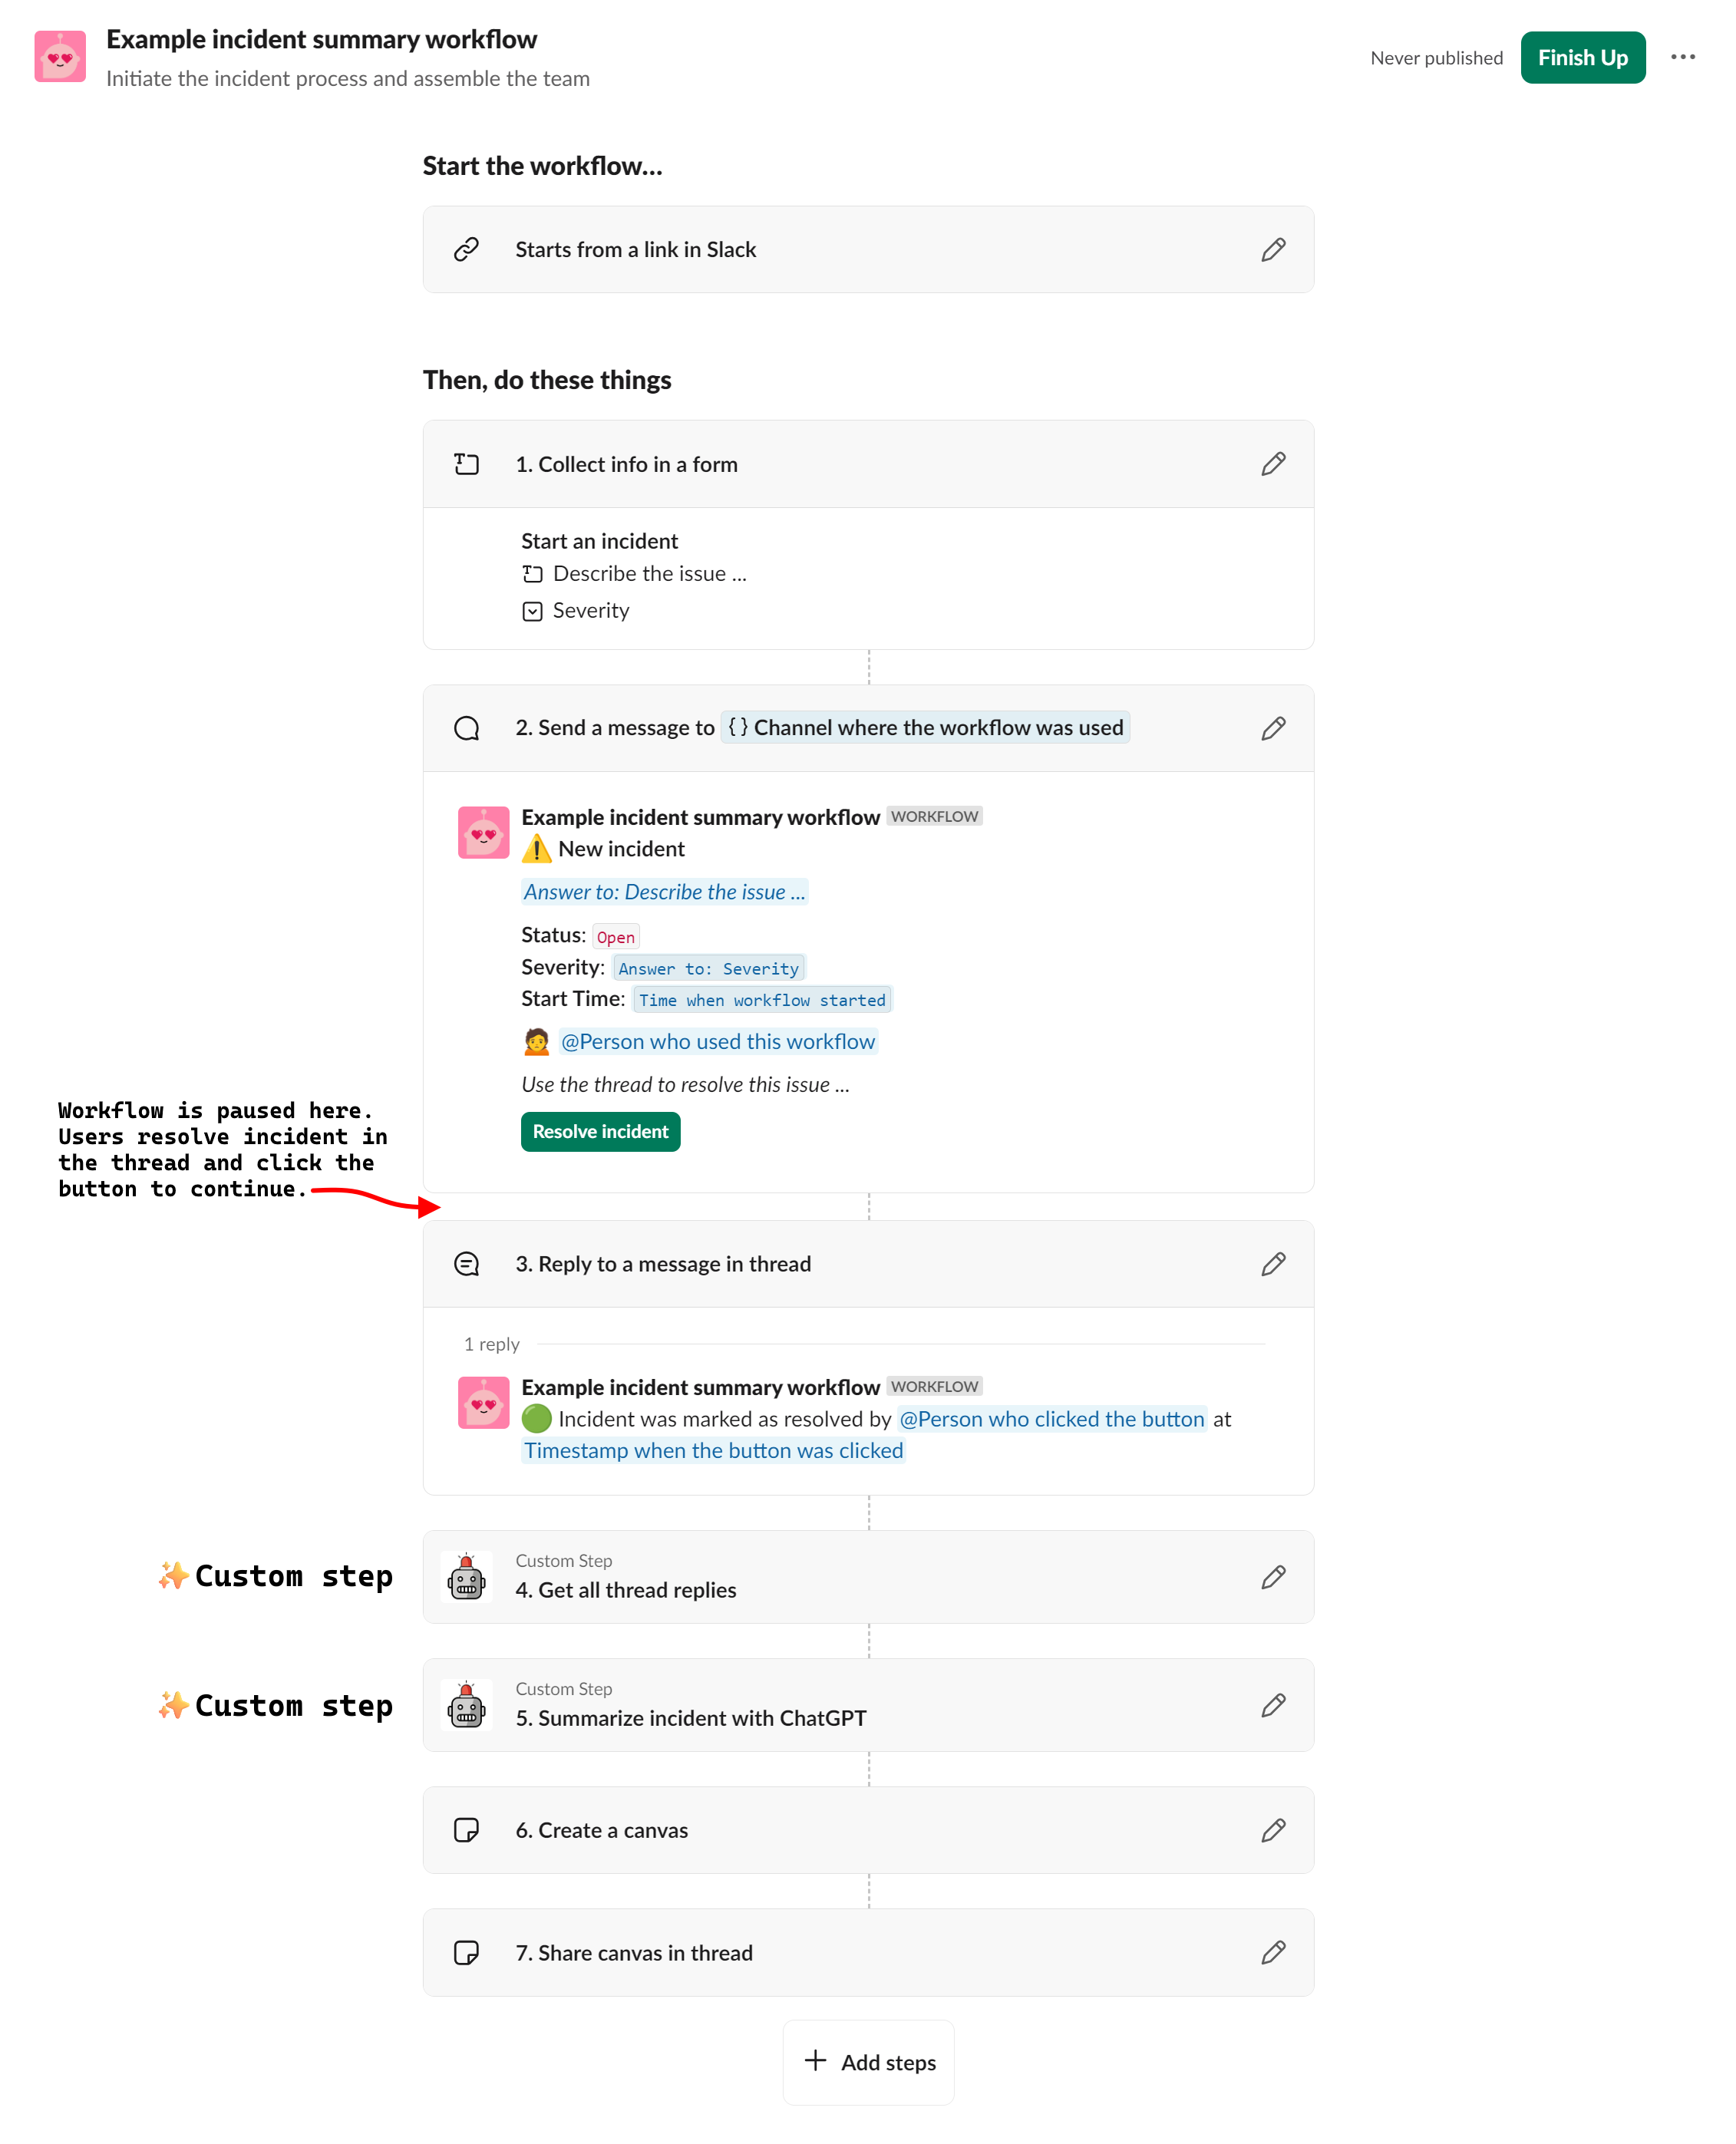 Example incident summary workflow
Initiate the incident process and assemble the team
Never published
Finish Up
Start the workflow...
Starts from a link in Slack
Then, do these things
1. Collect info in a form
Start an incident
Describe the issue ...
Severity
2. Send a message to {} Channel where the workflow was used
Example incident summary workflow WORKFLOW
New incident
Answer to: Describe the issue ...
Status: Open
Severity: Answer to: Severity
Start Time: Time when workflow started
@Person who used this workflow
Use the thread to resolve this issue ...
Resolve incident
Workflow is paused here.
Users resolve incident in
the thread and click the
button to continue.
3. Reply to a message in thread
1 reply
Example incident summary workflow WORKFLOW
Incident was marked as resolved by @Person who clicked the button at
Timestamp when the button was clicked
✨Custom step
Custom Step
4. Get all thread replies
✨Custom step
Custom Step
5. Summarize incident with ChatGPT
6. Create a canvas
7. Share canvas in thread
+ Add steps